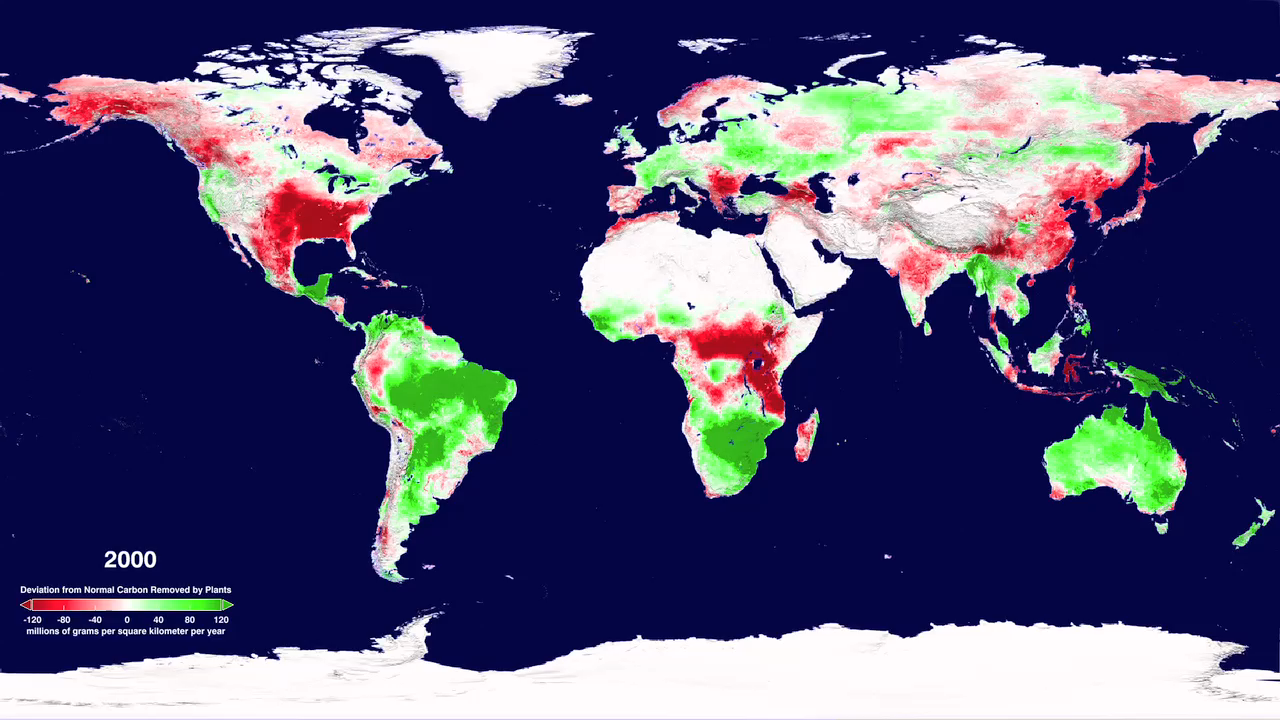 2000
Deviation from Normal Carbon Removed by Plants
-120 -80 -40 0 40 80 120
millions of grams per square kilometer per year